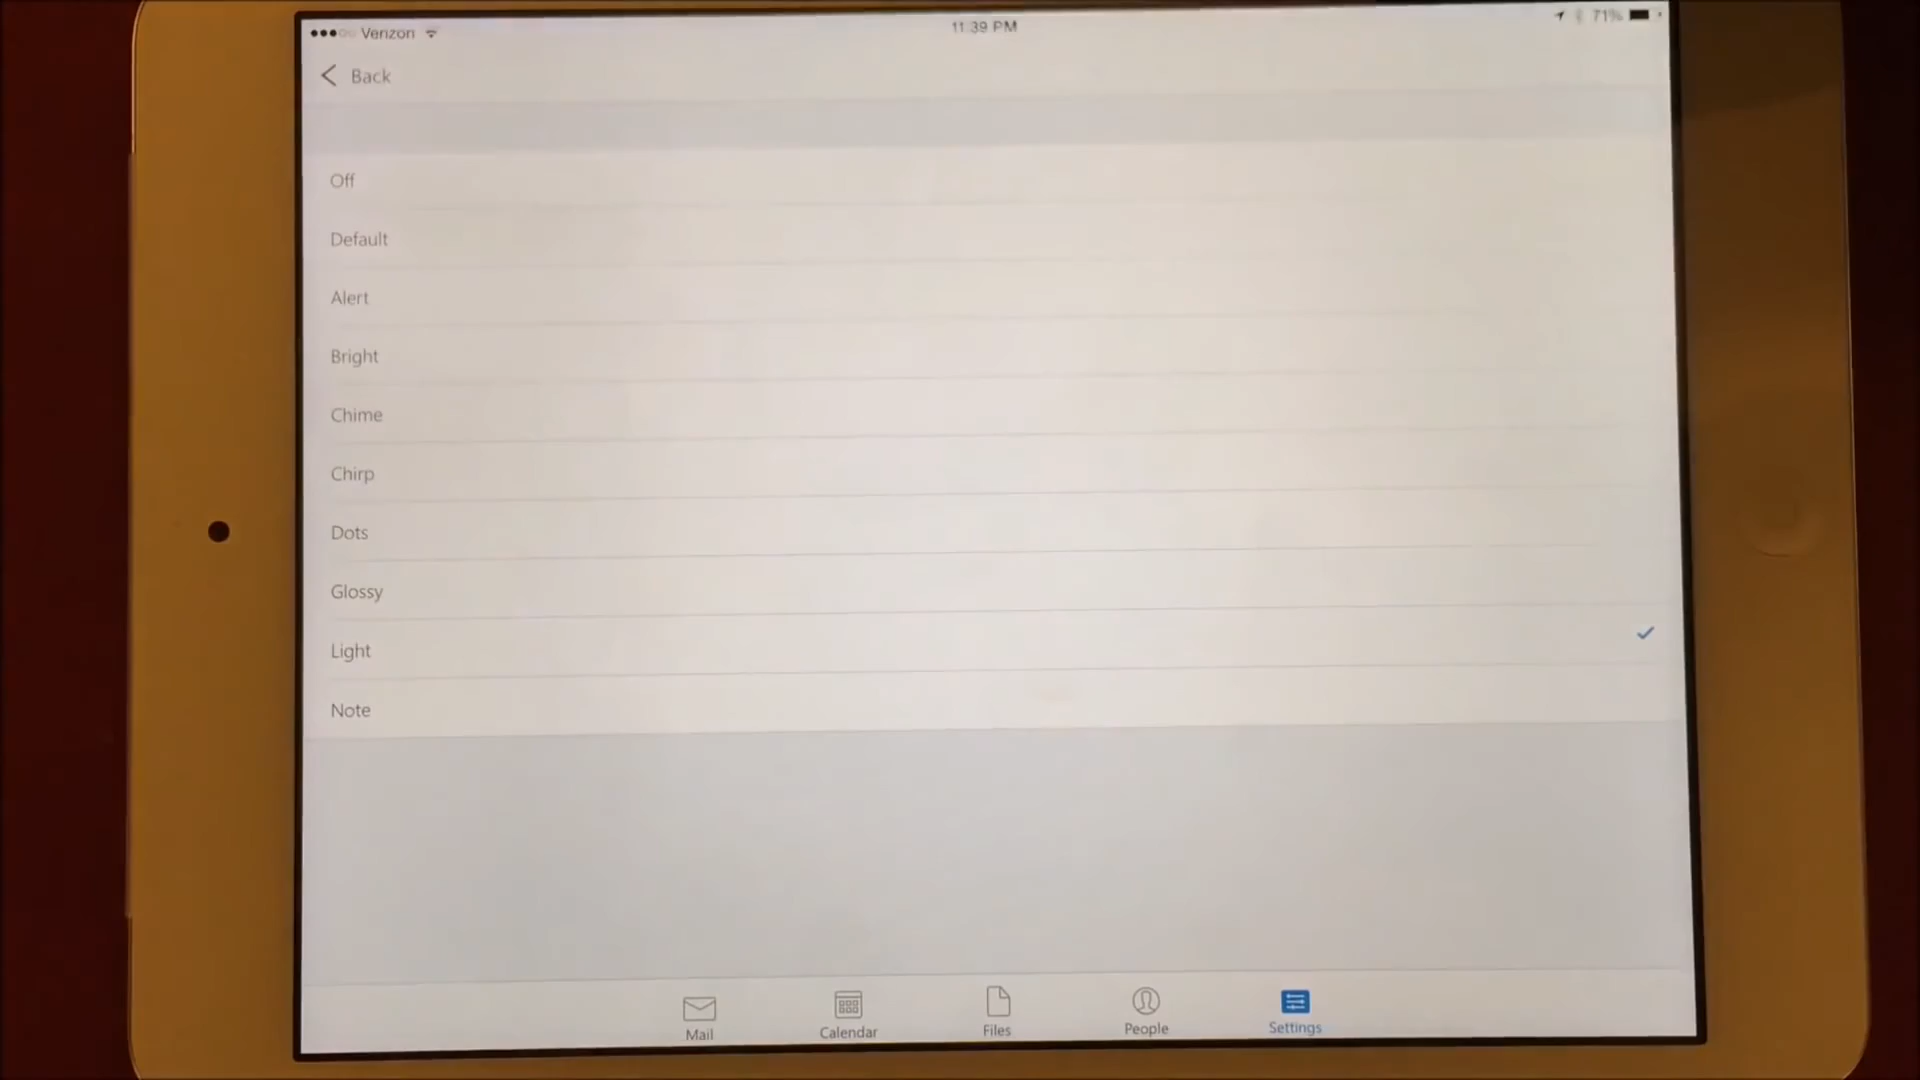 Verizon
11:39 PM
71%
Back
Off
Default
Alert
Bright
Chime
Chirp
Dots
Glossy
Light
Note
Mail
Calendar
Files
People
Settings